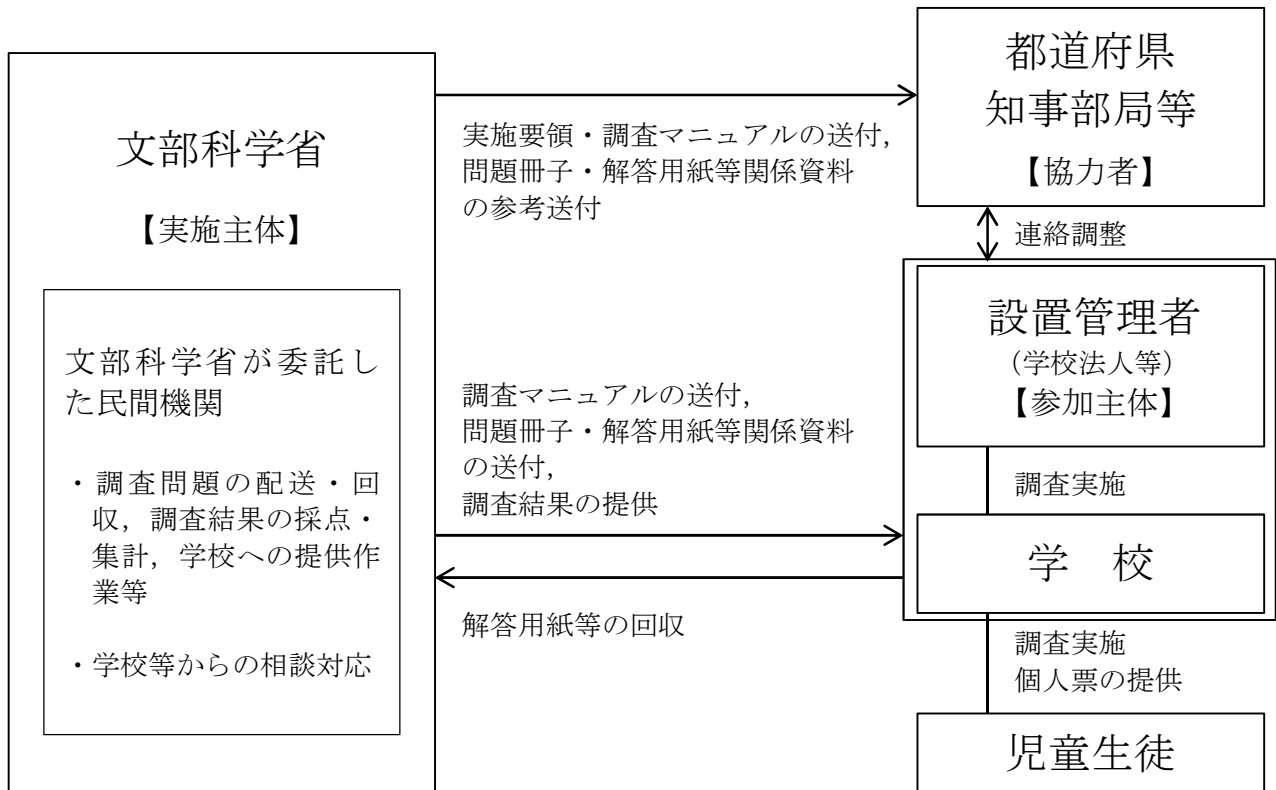 文部科学省
【実施主体】
文部科学省が委託し
た民間機関
・調査問題の配送・回
収，調査結果の採点・
集計，学校への提供作
業等
・学校等からの相談対応
実施要領・調査マニュアルの送付，
問題冊子・解答用紙等関係資料
の参考送付
調査マニュアルの送付，
問題冊子・解答用紙等関係資料
の送付，
調査結果の提供
解答用紙等の回収
都道府県
知事部局等
【協力者】
連絡調整
設置管理者
（学校法人等）
【参加主体】
調査実施
学　校
調査実施
個人票の提供
児童生徒